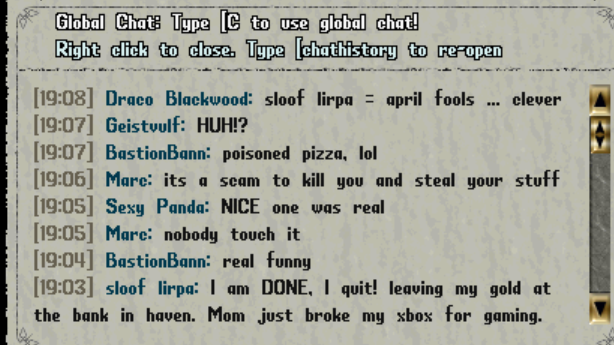 Global Chat: Type [C to use global chat!
Right click to close. Type [chathistory to re-open
[19:08] Draco Blackwood: sloof lirpa = april fools ... clever
[19:07] Geistvulf: HUH!?
[19:07] BastionBann: poisoned pizza, lol
[19:06] Marc: its a scam to kill you and steal your stuff
[19:05] Sexy Panda: NICE one was real
[19:05] Marc: nobody touch it
[19:04] BastionBann: real funny
[19:03] sloof lirpa: I am DONE, I quit! leaving my gold at
the bank in haven. Mom just broke my xbox for gaming.